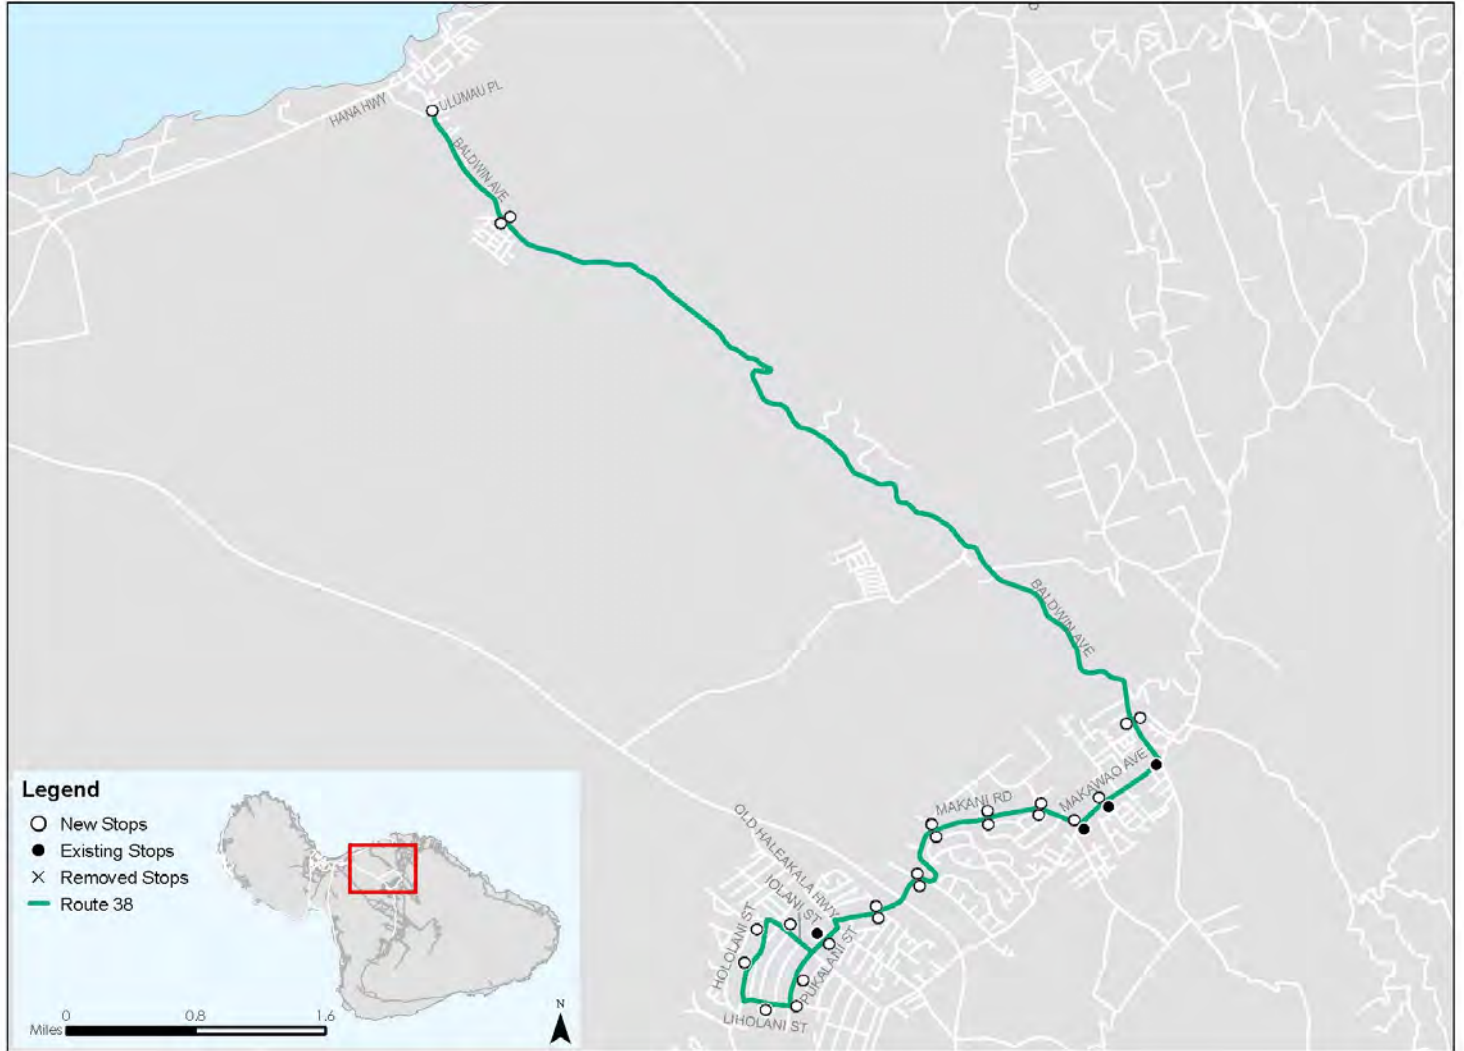 HANA HWY
ULUMAU PL
BALDWIN AVE
BALDWIN AVE
MAKAWAO AVE
MAKANI RD
OLD HALEAKALA HWY
IOLANI ST
HOLOLANI ST
PUKALANI ST
LIHOLANI ST
Legend
New Stops
Existing Stops
Removed Stops
Route 38
N
0 0.8 1.6
Miles